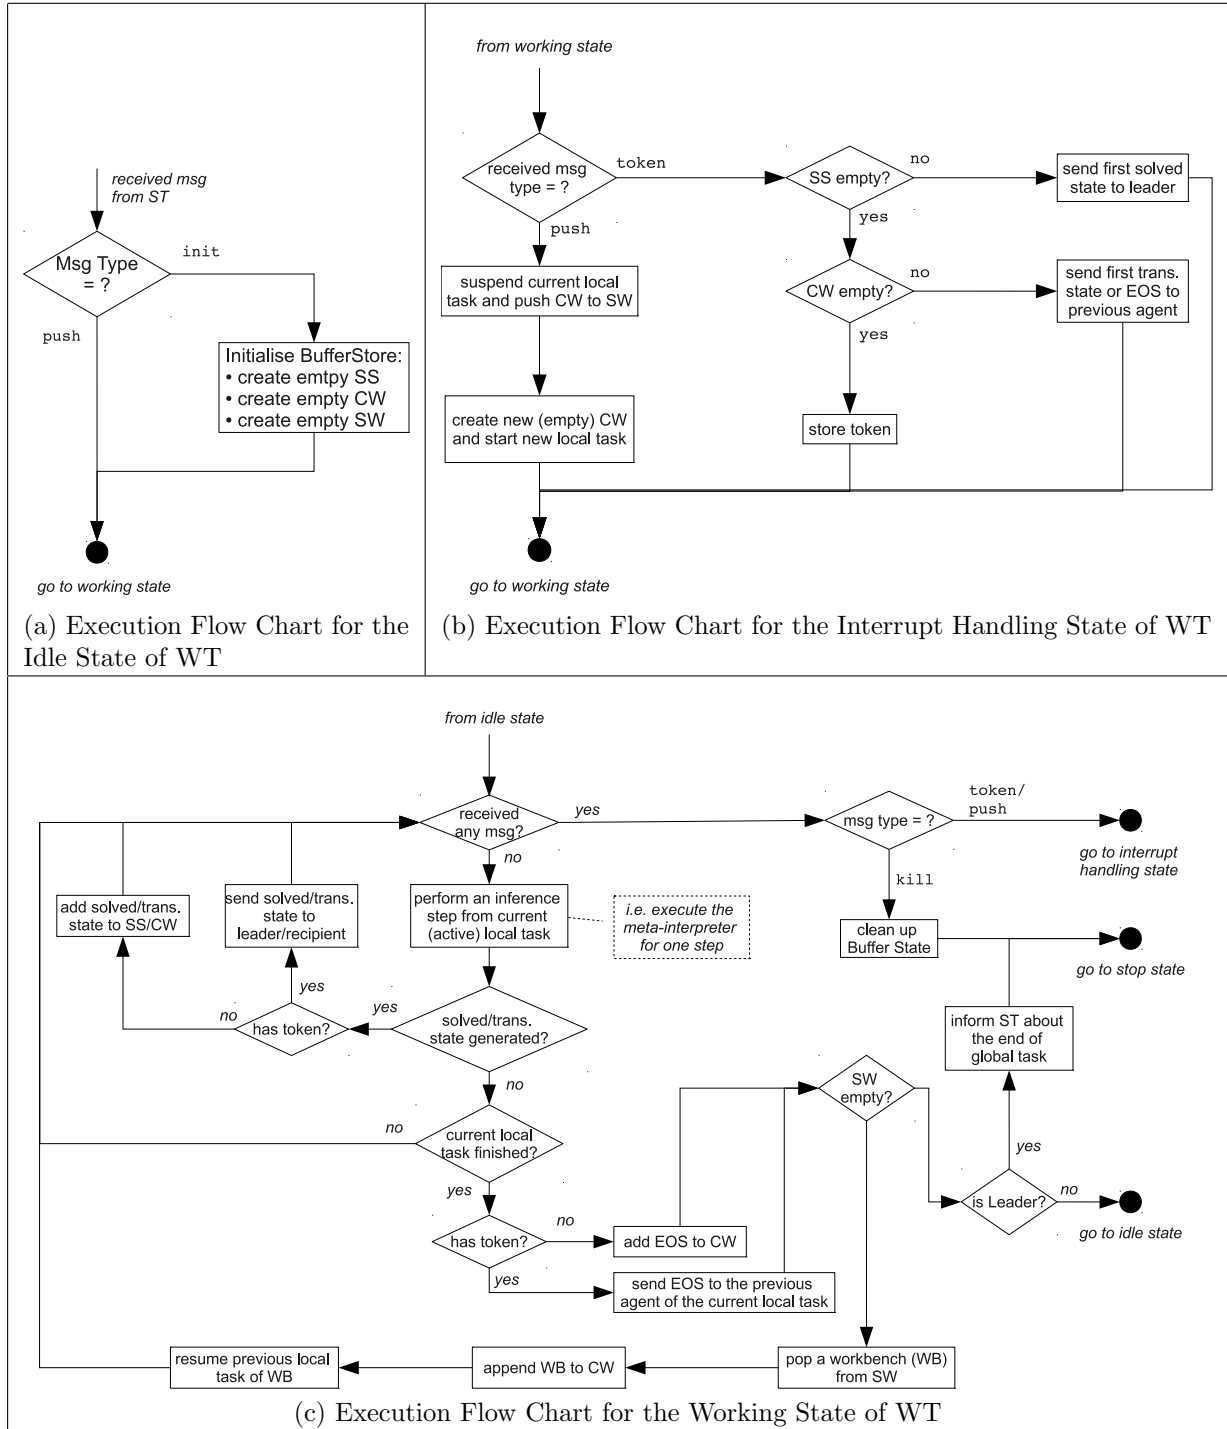 received msg
from ST
Msg Type
= ?
init
push
Initialise BufferStore:
• create emtpy SS
• create empty CW
• create empty SW
go to working state
(a) Execution Flow Chart for the
Idle State of WT
from working state
received msg
type = ?
token
push
SS empty?
no
yes
send first solved
state to leader
suspend current local
task and push CW to SW
CW empty?
no
yes
send first trans.
state or EOS to
previous agent
create new (empty) CW
and start new local task
store token
go to working state
(b) Execution Flow Chart for the Interrupt Handling State of WT
from idle state
received
any msg?
yes
no
msg type = ?
token/
push
go to interrupt
handling state
kill
add solved/trans.
state to SS/CW
send solved/trans.
state to
leader/recipient
perform an inference
step from current
(active) local task
i.e. execute the
meta-interpreter
for one step
clean up
Buffer State
go to stop state
no
has token?
yes
yes
solved/trans.
state generated?
no
inform ST about
the end of
global task
SW
empty?
no
current local
task finished?
yes
yes
is Leader?
no
go to idle state
has token?
no
yes
add EOS to CW
send EOS to the previous
agent of the current local task
resume previous local
task of WB
append WB to CW
pop a workbench (WB)
from SW
(c) Execution Flow Chart for the Working State of WT